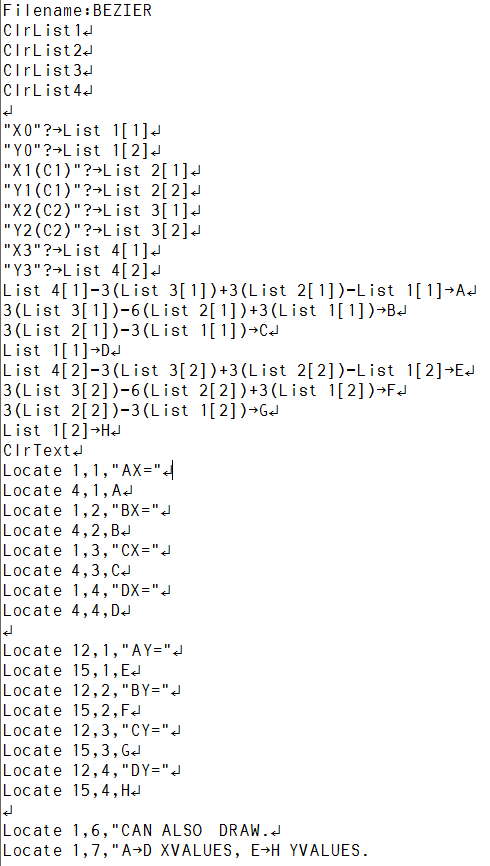 Filename:BEZIER
ClrList1↲
ClrList2↲
ClrList3↲
ClrList4↲
↲
"X0"?→List 1[1]↲
"Y0"?→List 1[2]↲
"X1(C1)"?→List 2[1]↲
"Y1(C1)"?→List 2[2]↲
"X2(C2)"?→List 3[1]↲
"Y2(C2)"?→List 3[2]↲
"X3"?→List 4[1]↲
"Y3"?→List 4[2]↲
List 4[1]-3(List 3[1])+3(List 2[1])-List 1[1]→A
3(List 3[1])-6(List 2[1])+3(List 1[1])→B
3(List 2[1])-3(List 1[1])→C
List 1[1]→D↲
List 4[2]-3(List 3[2])+3(List 2[2])-List 1[2]→E
3(List 3[2])-6(List 2[2])+3(List 1[2])→F
3(List 2[2])-3(List 1[2])→G
List 1[2]→H↲
ClrText↲
Locate 1,1,"AX="↲
Locate 4,1,A↲
Locate 1,2,"BX="↲
Locate 4,2,B↲
Locate 1,3,"CX="↲
Locate 4,3,C↲
Locate 1,4,"DX="↲
Locate 4,4,D↲
↲
Locate 12,1,"AY="↲
Locate 15,1,E↲
Locate 12,2,"BY="↲
Locate 15,2,F↲
Locate 12,3,"CY="↲
Locate 15,3,G↲
Locate 12,4,"DY="↲
Locate 15,4,H↲
↲
Locate 1,6,"CAN ALSO DRAW.↲
Locate 1,7,"A→D XVALUES, E→H YVALUES.